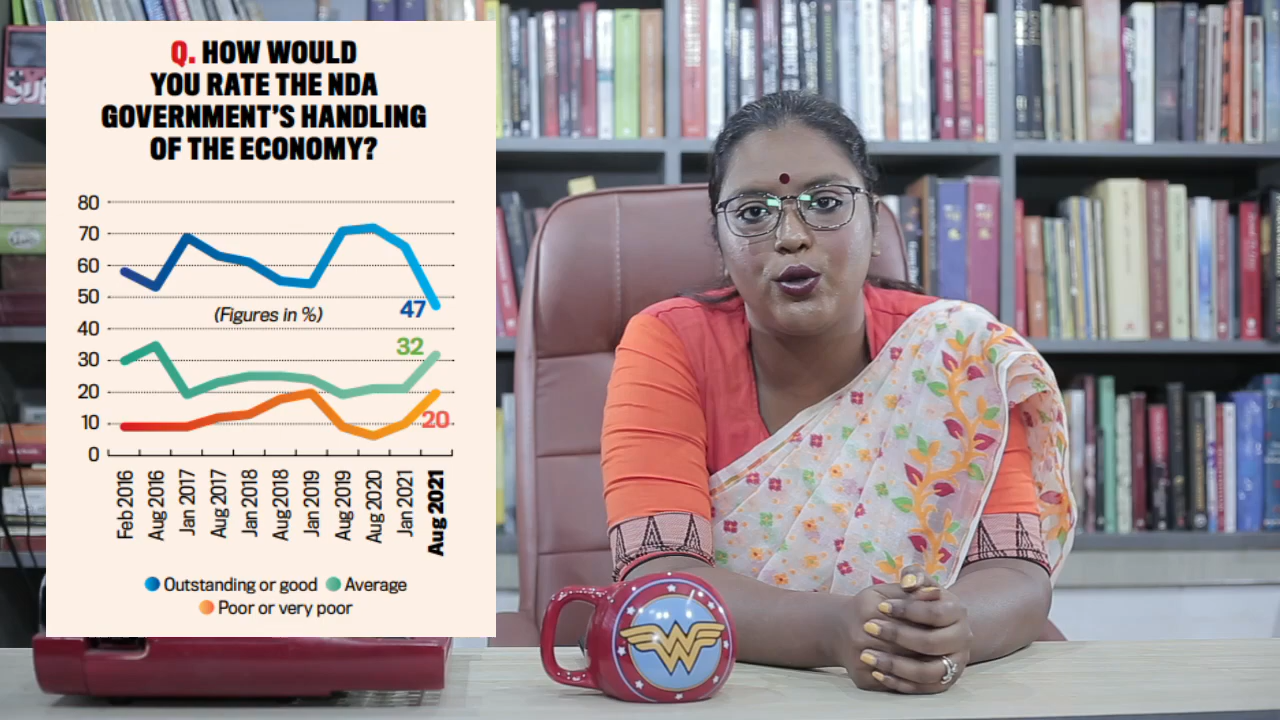 Q. HOW WOULD
YOU RATE THE NDA
GOVERNMENT'S HANDLING
OF THE ECONOMY?
80
70
60
50
40
30
20
10
0
(Figures in %)
47
32
20
Feb 2016
Aug 2016
Jan 2017
Aug 2017
Jan 2018
Aug 2018
Jan 2019
Aug 2019
Aug 2020
Jan 2021
Aug 2021
Outstanding or good Average
Poor or very poor
SUP
W